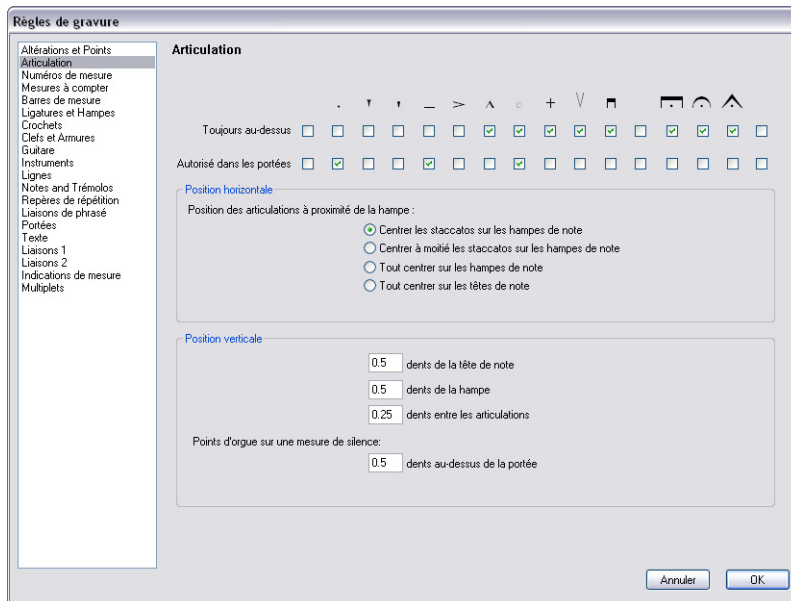 Règles de gravure
Altérations et Points
Articulation
Numéros de mesure
Mesures à compter
Barres de mesure
Ligatures et Hampes
Crochets
Clefs et Armures
Guitare
Instruments
Lignes
Notes and Trémolos
Repères de répétition
Liaisons de phrasé
Portées
Texte
Liaisons 1
Liaisons 2
Indications de mesure
Multiplets
Articulation
Toujours au-dessus
Autorisé dans les portées
Position horizontale
Position des articulations à proximité de la hampe :
Centrer les staccatos sur les hampes de note
Centrer à moitié les staccatos sur les hampes de note
Tout centrer sur les hampes de note
Tout centrer sur les têtes de note
Position verticale
0.5 dents de la tête de note
0.5 dents de la hampe
0.25 dents entre les articulations
Points d'orgue sur une mesure de silence:
0.5 dents au-dessus de la portée
Annuler OK